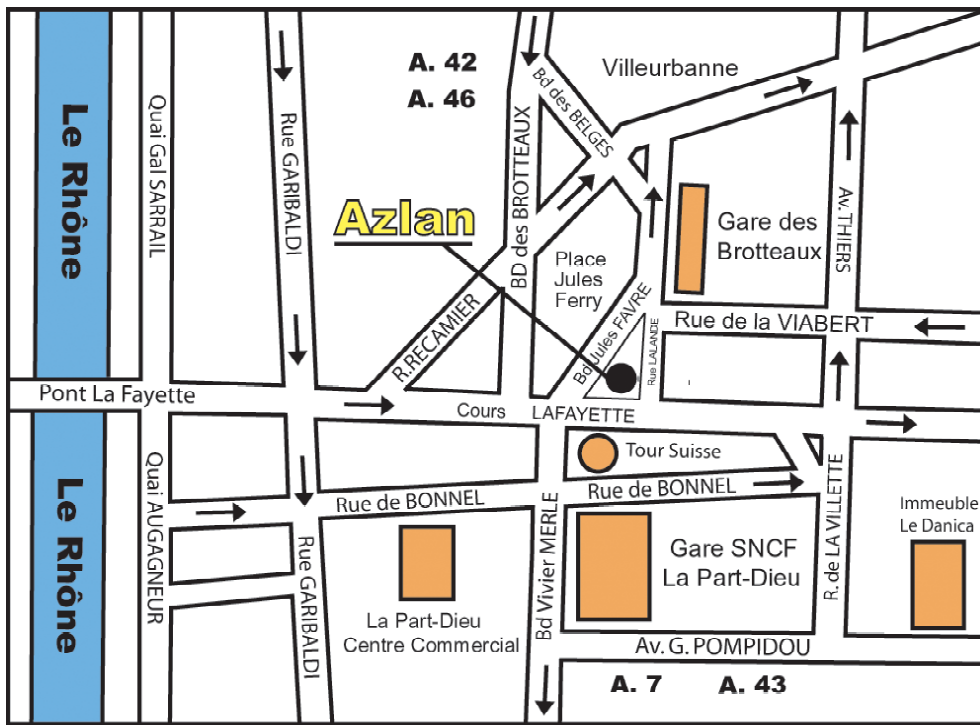 Le Rhône
Quai Gal SARRAIL
Rue GARIBALDI
A. 42
A. 46
BD des BROTTEAUX
Bd des BELGES
Villeurbanne
Azlan
Place
Jules
Ferry
Gare des
Brotteaux
Av. THIERS
R.RECAMIER
Bd Jules FAVRE
Rue LALANDE
Rue de la VIABERT
Pont La Fayette
Cours LAFAYETTE
Le Rhône
Quai AUGAGNEUR
Rue de BONNEL
Rue GARIBALDI
La Part-Dieu
Centre Commercial
Bd Vivier MERLE
Tour Suisse
Rue de BONNEL
Gare SNCF
La Part-Dieu
R. de LA VILLETTE
Immeuble
Le Danica
Av. G. POMPIDOU
A. 7
A. 43